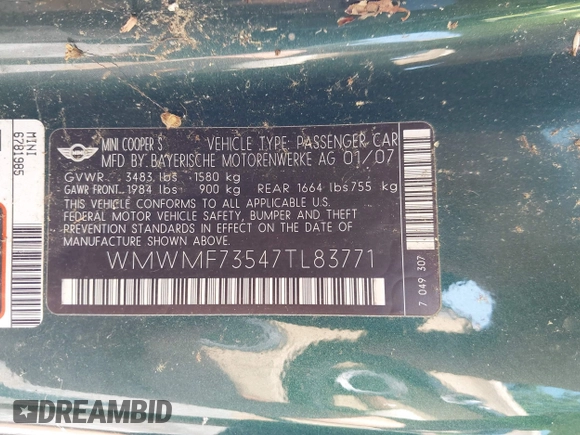 MINI COOPER S VEHICLE TYPE: PASSENGER CAR
MFD BY BAYERISCHE MOTORENWERKE AG 01/07
GVWR 3483 lbs 1580 kg
GAWR FRONT 1984 lbs 900 kg REAR 1664 lbs 755 kg
THIS VEHICLE CONFORMS TO ALL APPLICABLE U.S.
FEDERAL MOTOR VEHICLE SAFETY, BUMPER AND THEFT
PREVENTION STANDARDS IN EFFECT ON THE DATE
OF MANUFACTURE SHOWN ABOVE.
WMWMF73547TL83771
7 049 307
MINI
6781985
DREAMBID